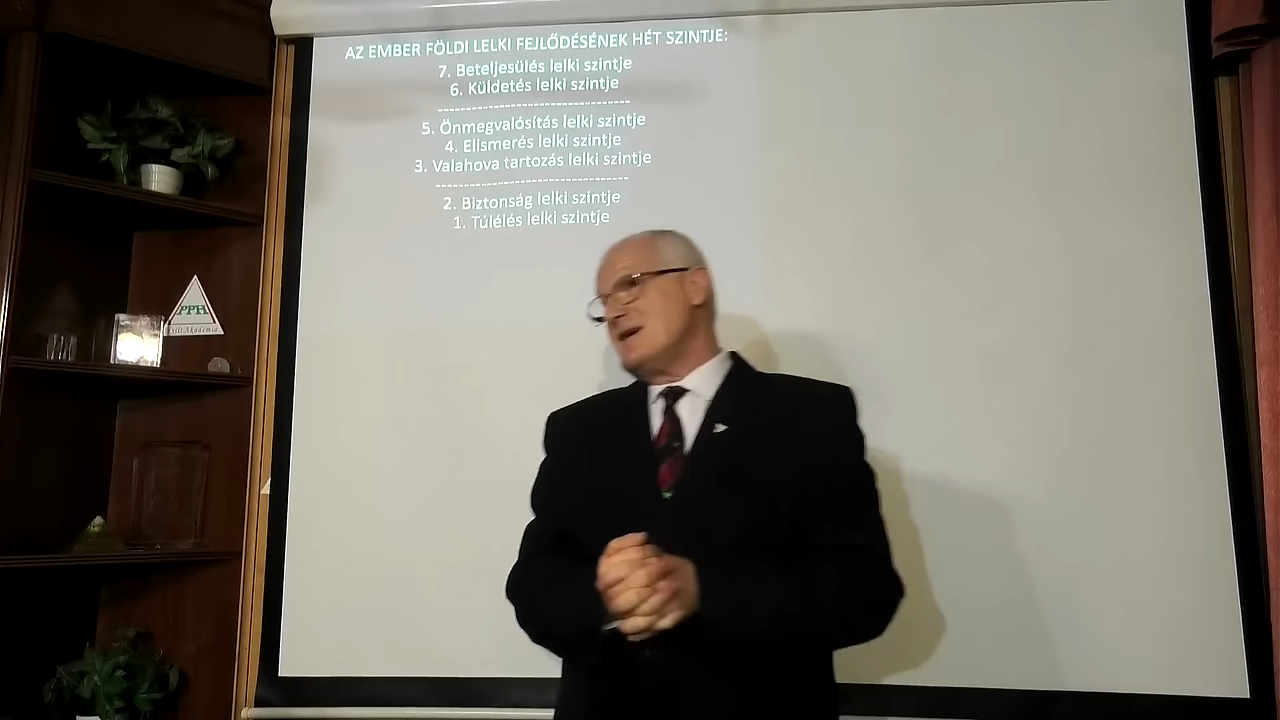 AZ EMBER FÖLDI LELKI FEJLŐDÉSÉNEK HÉT SZINTJE:
7. Beteljesülés lelki szintje
6. Küldetés lelki szintje
----------------------------------
5. Önmegvalósítás lelki szintje
4. Elismerés lelki szintje
3. Valahova tartozás lelki szintje
----------------------------------
2. Biztonság lelki szintje
1. Túlélés lelki szintje
PPH